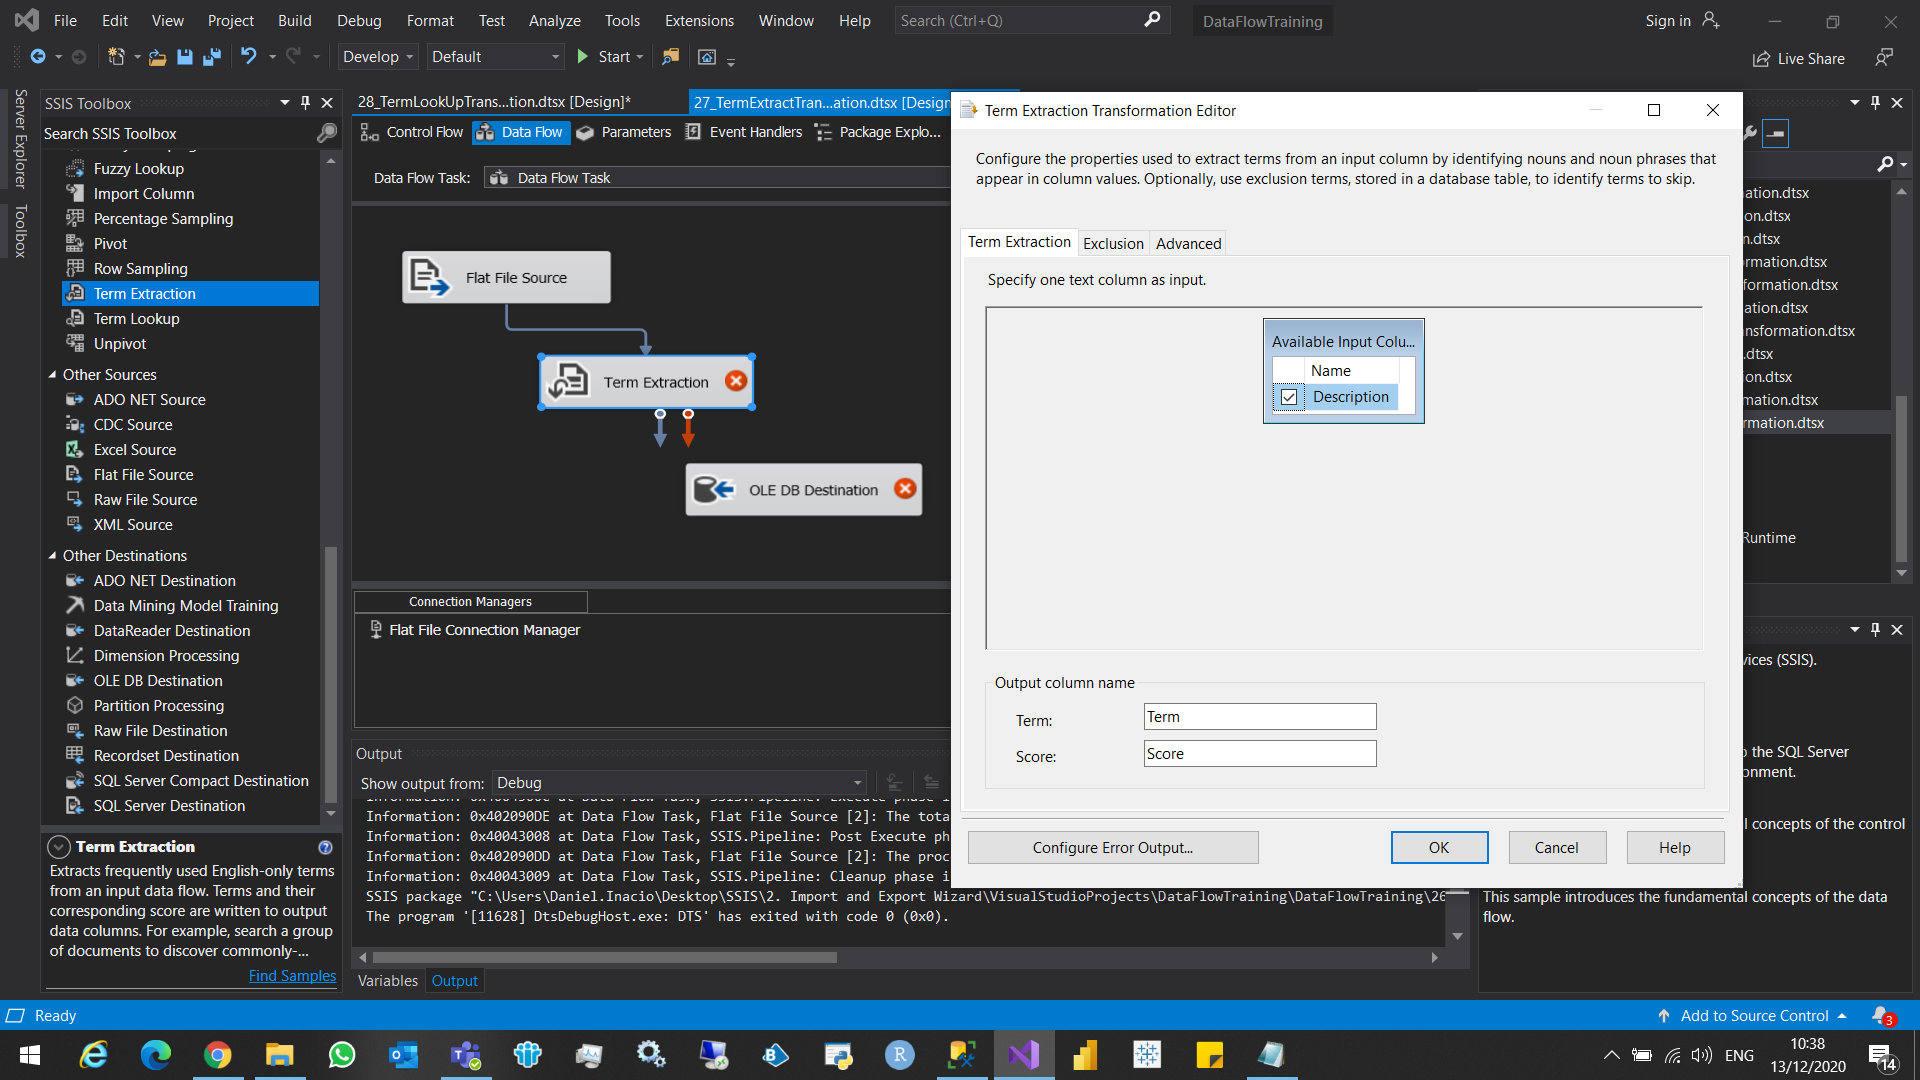 File Edit View Project Build Debug Format Test Analyze Tools Extensions Window Help Search (Ctrl+Q) DataFlowTraining Sign in
Develop Default Start Live Share
Server Explorer
Toolbox
SSIS Toolbox
Search SSIS Toolbox
Fuzzy Lookup
Import Column
Percentage Sampling
Pivot
Row Sampling
Term Extraction
Term Lookup
Unpivot
Other Sources
ADO NET Source
CDC Source
Excel Source
Flat File Source
Raw File Source
XML Source
Other Destinations
ADO NET Destination
Data Mining Model Training
DataReader Destination
Dimension Processing
OLE DB Destination
Partition Processing
Raw File Destination
Recordset Destination
SQL Server Compact Destination
SQL Server Destination
Term Extraction
Extracts frequently used English-only terms
from an input data flow. Terms and their
corresponding score are written to output
data columns. For example, search a group
of documents to discover commonly-...
Find Samples
28_TermLookUpTrans...tion.dtsx [Design]*
27_TermExtractTran...ation.dtsx [Design
Control Flow Data Flow Parameters Event Handlers Package Explo...
Data Flow Task: Data Flow Task
Flat File Source
Term Extraction
OLE DB Destination
Connection Managers
Flat File Connection Manager
Output
Show output from: Debug
Information: 0x402090DE at Data Flow Task, Flat File Source [2]: The tota
Information: 0x40043008 at Data Flow Task, SSIS.Pipeline: Post Execute ph
Information: 0x402090DD at Data Flow Task, Flat File Source [2]: The proc
Information: 0x40043009 at Data Flow Task, SSIS.Pipeline: Cleanup phase i
SSIS package "C:\Users\Daniel.Inacio\Desktop\SSIS\2. Import and Export Wizard\VisualStudioProjects\DataFlowTraining\DataFlowTraining\26
The program '[11628] DtsDebugHost.exe: DTS' has exited with code 0 (0x0).
Variables Output
Term Extraction Transformation Editor
Configure the properties used to extract terms from an input column by identifying nouns and noun phrases that
appear in column values. Optionally, use exclusion terms, stored in a database table, to identify terms to skip.
Term Extraction Exclusion Advanced
Specify one text column as input.
Available Input Colu...
Name
Description
Output column name
Term: Term
Score: Score
Configure Error Output... OK Cancel Help
ation.dtsx
on.dtsx
n.dtsx
rmation.dtsx
formation.dtsx
ation.dtsx
nsformation.dtsx
.dtsx
ion.dtsx
mation.dtsx
rmation.dtsx
Runtime
vices (SSIS).
o the SQL Server
onment.
l concepts of the control
This sample introduces the fundamental concepts of the data
flow.
Ready Add to Source Control 3
ENG 10:38
13/12/2020
14